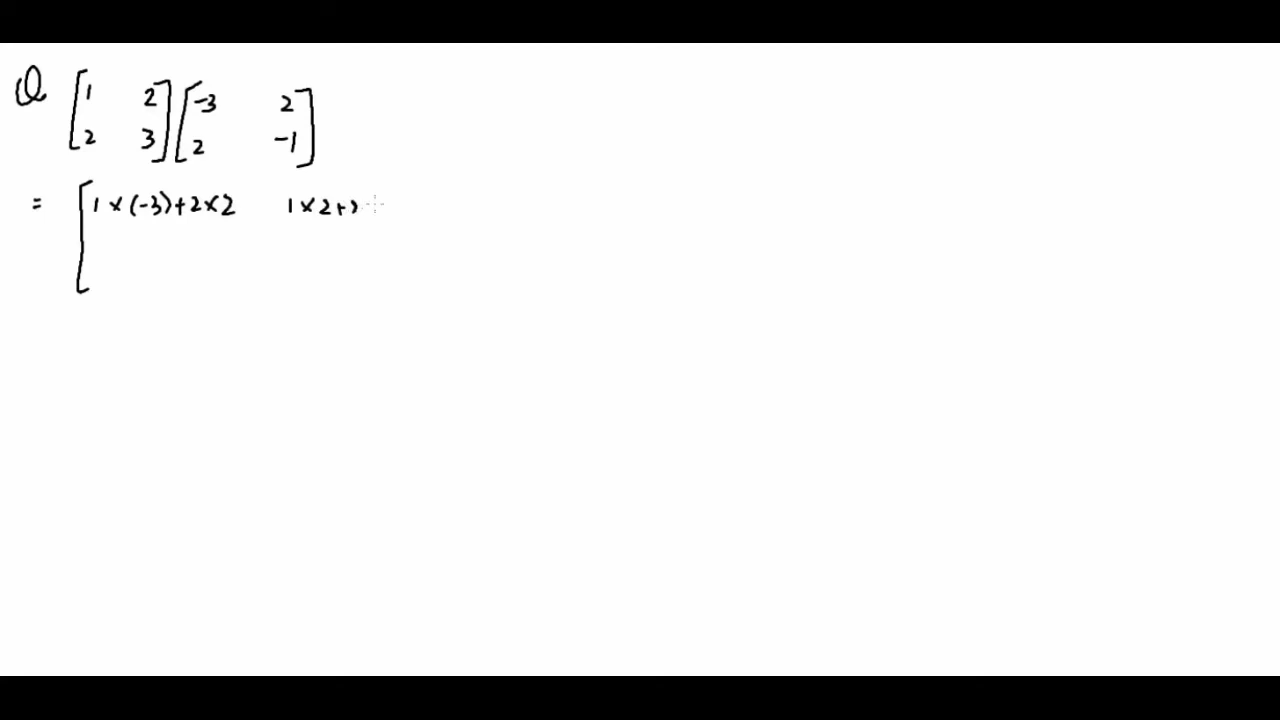 Q [1 2 [-3 2
2 3] 2 -1]
= [1 × (-3) + 2 × 2 1 × 2 +